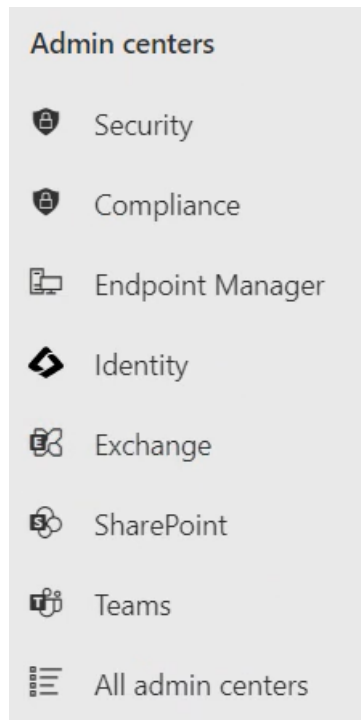 Admin centers
Security
Compliance
Endpoint Manager
Identity
Exchange
SharePoint
Teams
All admin centers